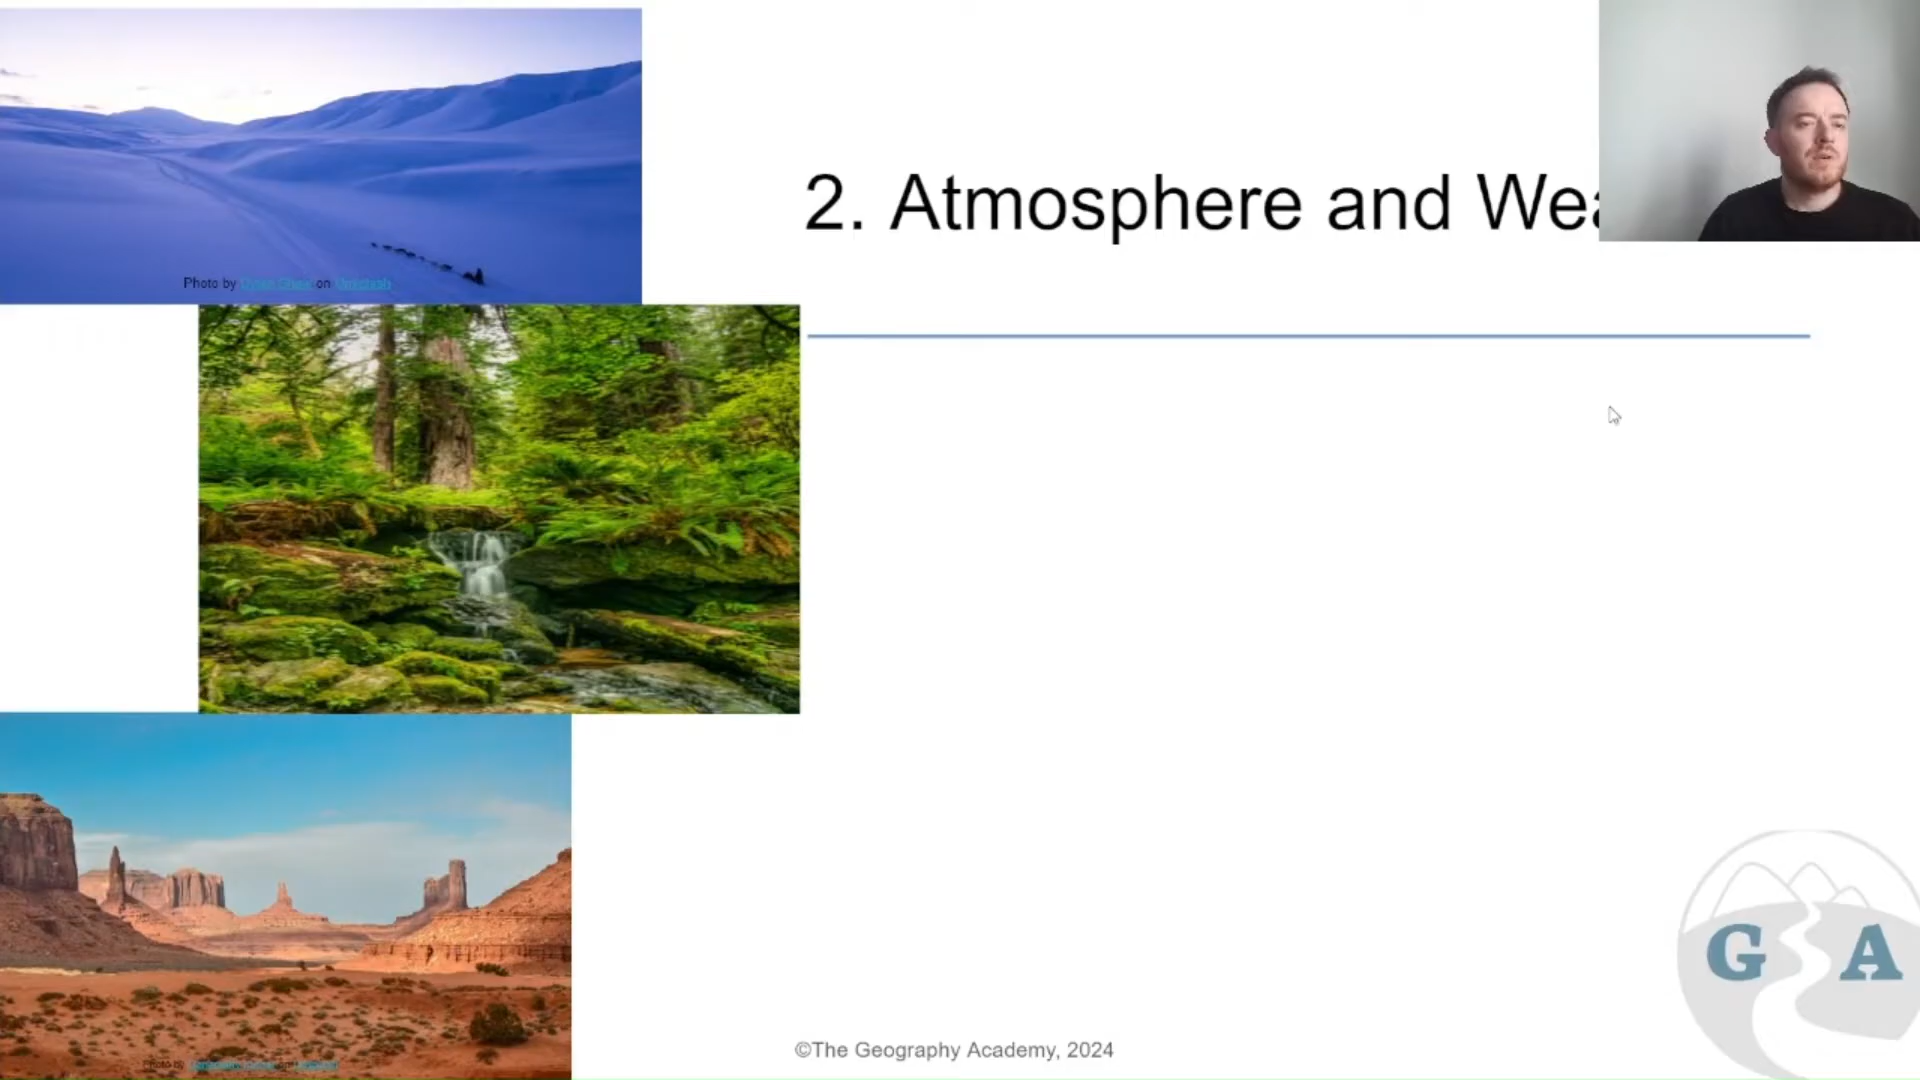 2. Atmosphere and Wea
Photo by on
G A
©The Geography Academy, 2024